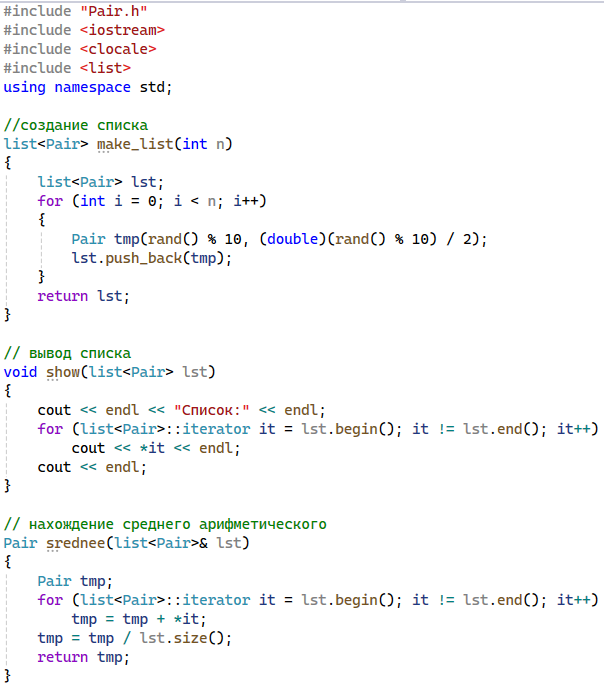 #include "Pair.h"
#include <iostream>
#include <clocale>
#include <list>
using namespace std;

//создание списка
list<Pair> make_list(int n)
{
    list<Pair> lst;
    for (int i = 0; i < n; i++)
    {
        Pair tmp(rand() % 10, (double)(rand() % 10) / 2);
        lst.push_back(tmp);
    }
    return lst;
}

// вывод списка
void show(list<Pair> lst)
{
    cout << endl << "Список:" << endl;
    for (list<Pair>::iterator it = lst.begin(); it != lst.end(); it++)
        cout << *it << endl;
    cout << endl;
}

// нахождение среднего арифметического
Pair srednee(list<Pair>& lst)
{
    Pair tmp;
    for (list<Pair>::iterator it = lst.begin(); it != lst.end(); it++)
        tmp = tmp + *it;
    tmp = tmp / lst.size();
    return tmp;
}